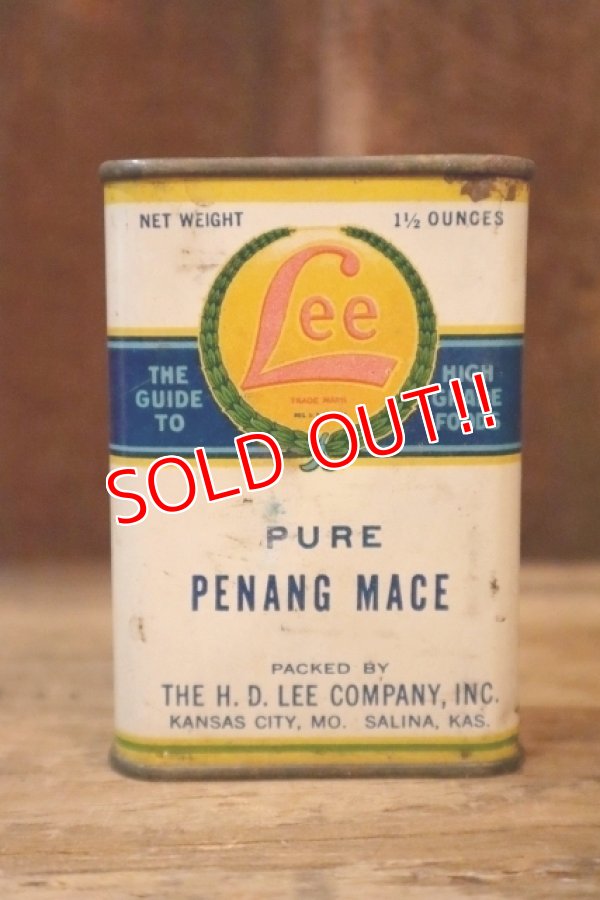 NET WEIGHT 1½ OUNCES
Lee
TRADE MARK
THE HIGH
GUIDE GRADE
TO FOODS
SOLD OUT!!
PURE
PENANG MACE
PACKED BY
THE H. D. LEE COMPANY, INC.
KANSAS CITY, MO. SALINA, KAS.